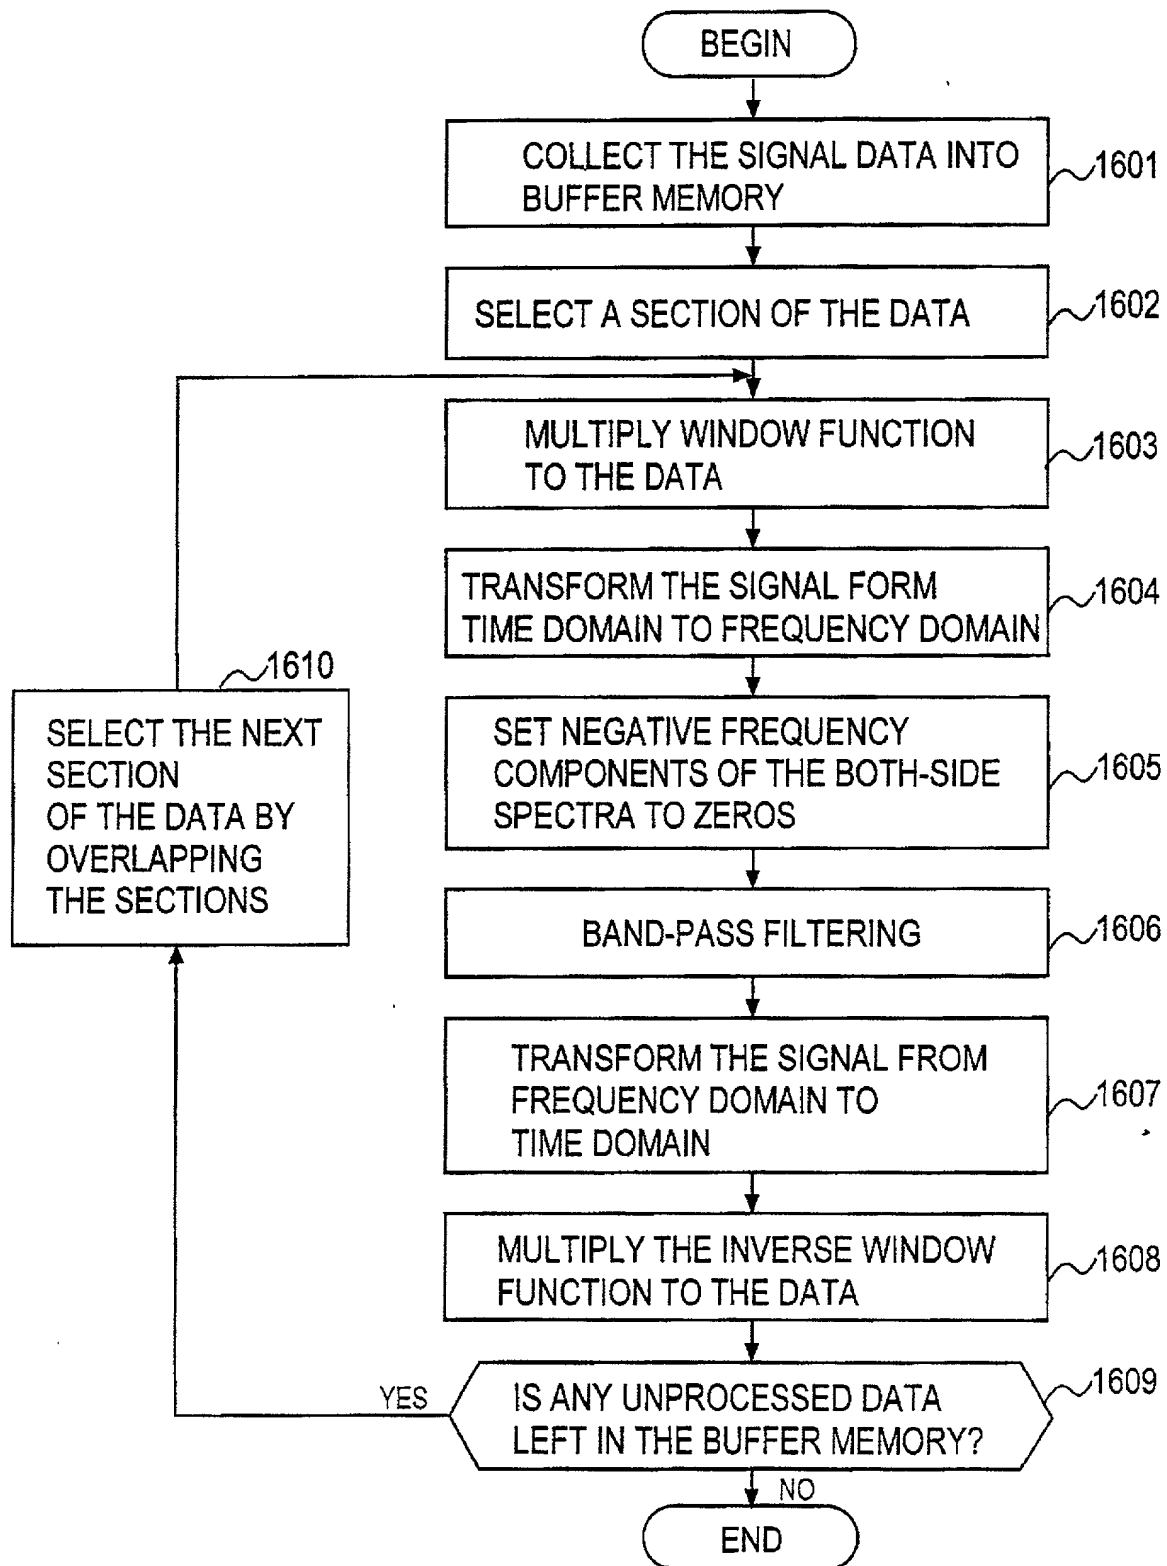 BEGIN
COLLECT THE SIGNAL DATA INTO
BUFFER MEMORY
1601
SELECT A SECTION OF THE DATA
1602
MULTIPLY WINDOW FUNCTION
TO THE DATA
1603
TRANSFORM THE SIGNAL FORM
TIME DOMAIN TO FREQUENCY DOMAIN
1604
SET NEGATIVE FREQUENCY
COMPONENTS OF THE BOTH-SIDE
SPECTRA TO ZEROS
1605
BAND-PASS FILTERING
1606
TRANSFORM THE SIGNAL FROM
FREQUENCY DOMAIN TO
TIME DOMAIN
1607
MULTIPLY THE INVERSE WINDOW
FUNCTION TO THE DATA
1608
IS ANY UNPROCESSED DATA
LEFT IN THE BUFFER MEMORY?
1609
YES
NO
1610
SELECT THE NEXT
SECTION
OF THE DATA BY
OVERLAPPING
THE SECTIONS
END